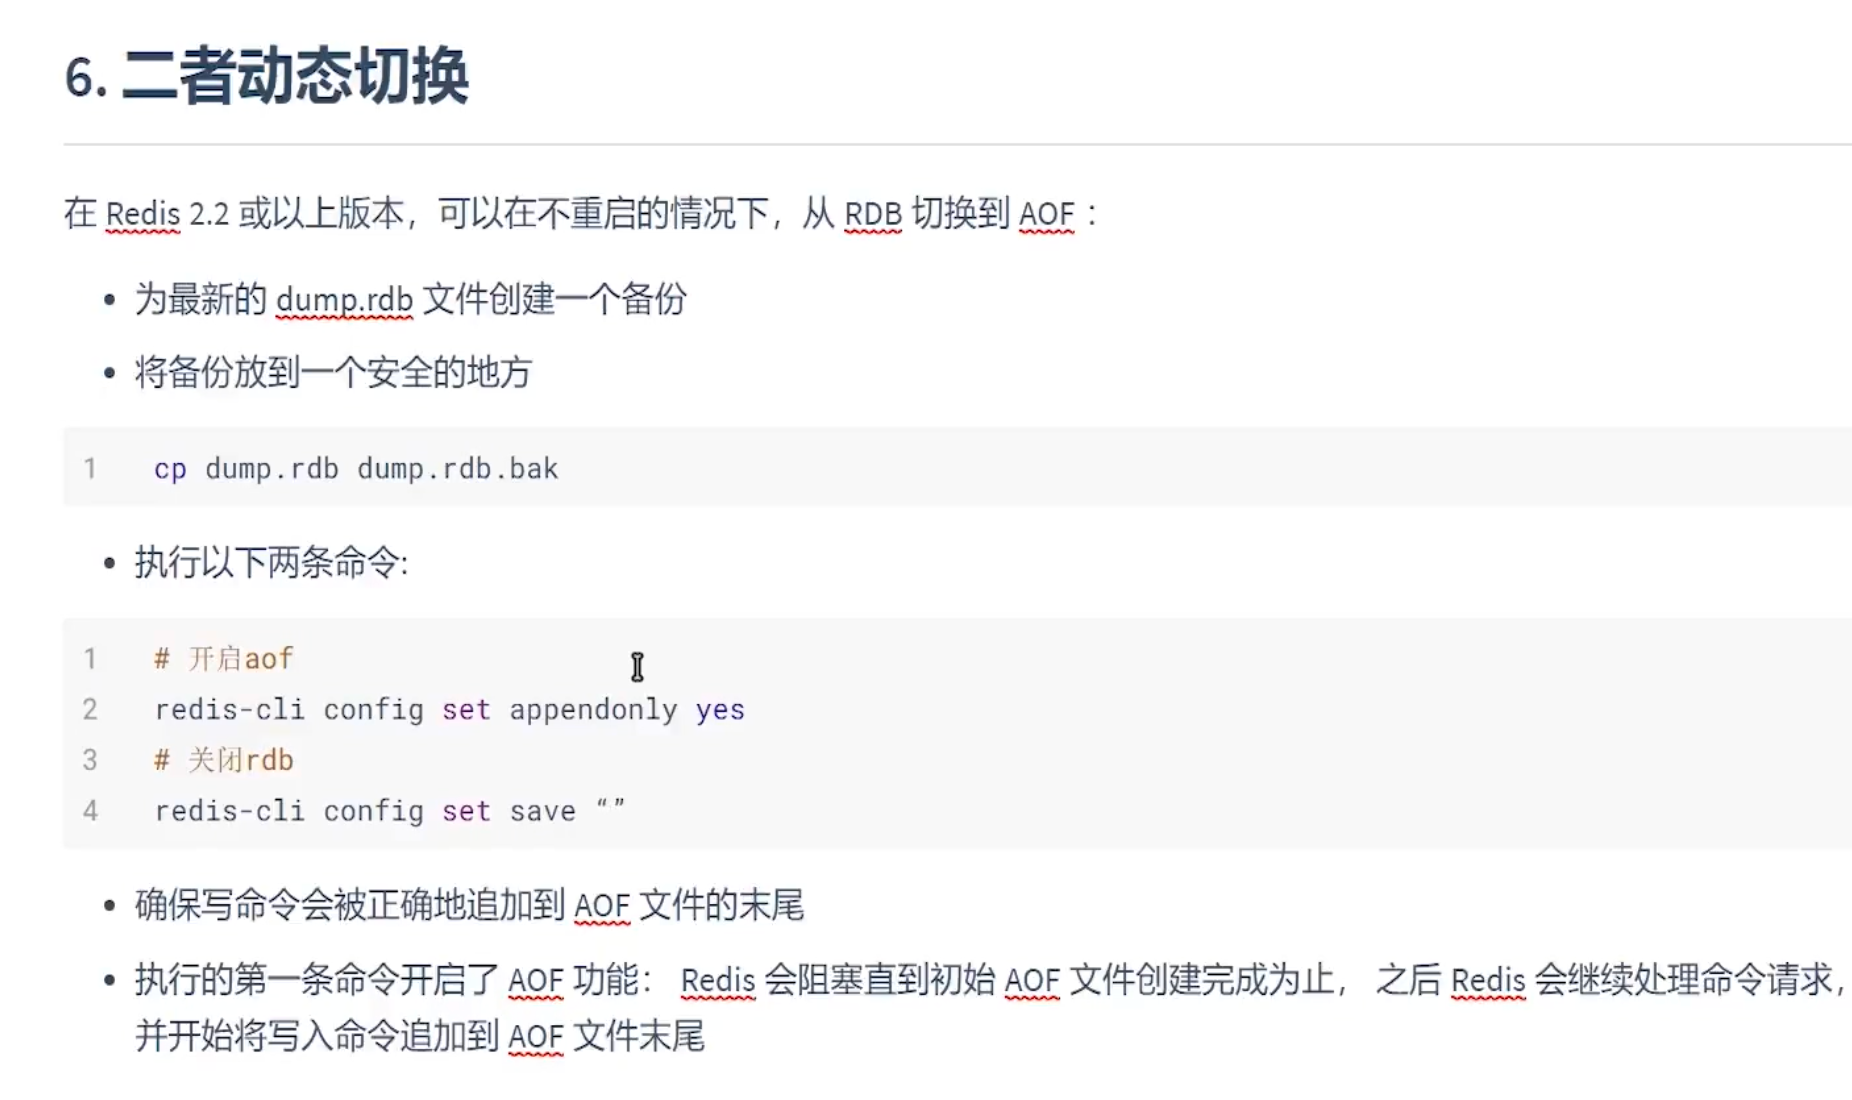 6. 二者动态切换
在 Redis 2.2 或以上版本，可以在不重启的情况下，从 RDB 切换到 AOF ：
• 为最新的 dump.rdb 文件创建一个备份
• 将备份放到一个安全的地方
1 cp dump.rdb dump.rdb.bak
• 执行以下两条命令:
1 # 开启aof
2 redis-cli config set appendonly yes
3 # 关闭rdb
4 redis-cli config set save “”
• 确保写命令会被正确地追加到 AOF 文件的末尾
• 执行的第一条命令开启了 AOF 功能： Redis 会阻塞直到初始 AOF 文件创建完成为止， 之后 Redis 会继续处理命令请求，
并开始将写入命令追加到 AOF 文件末尾